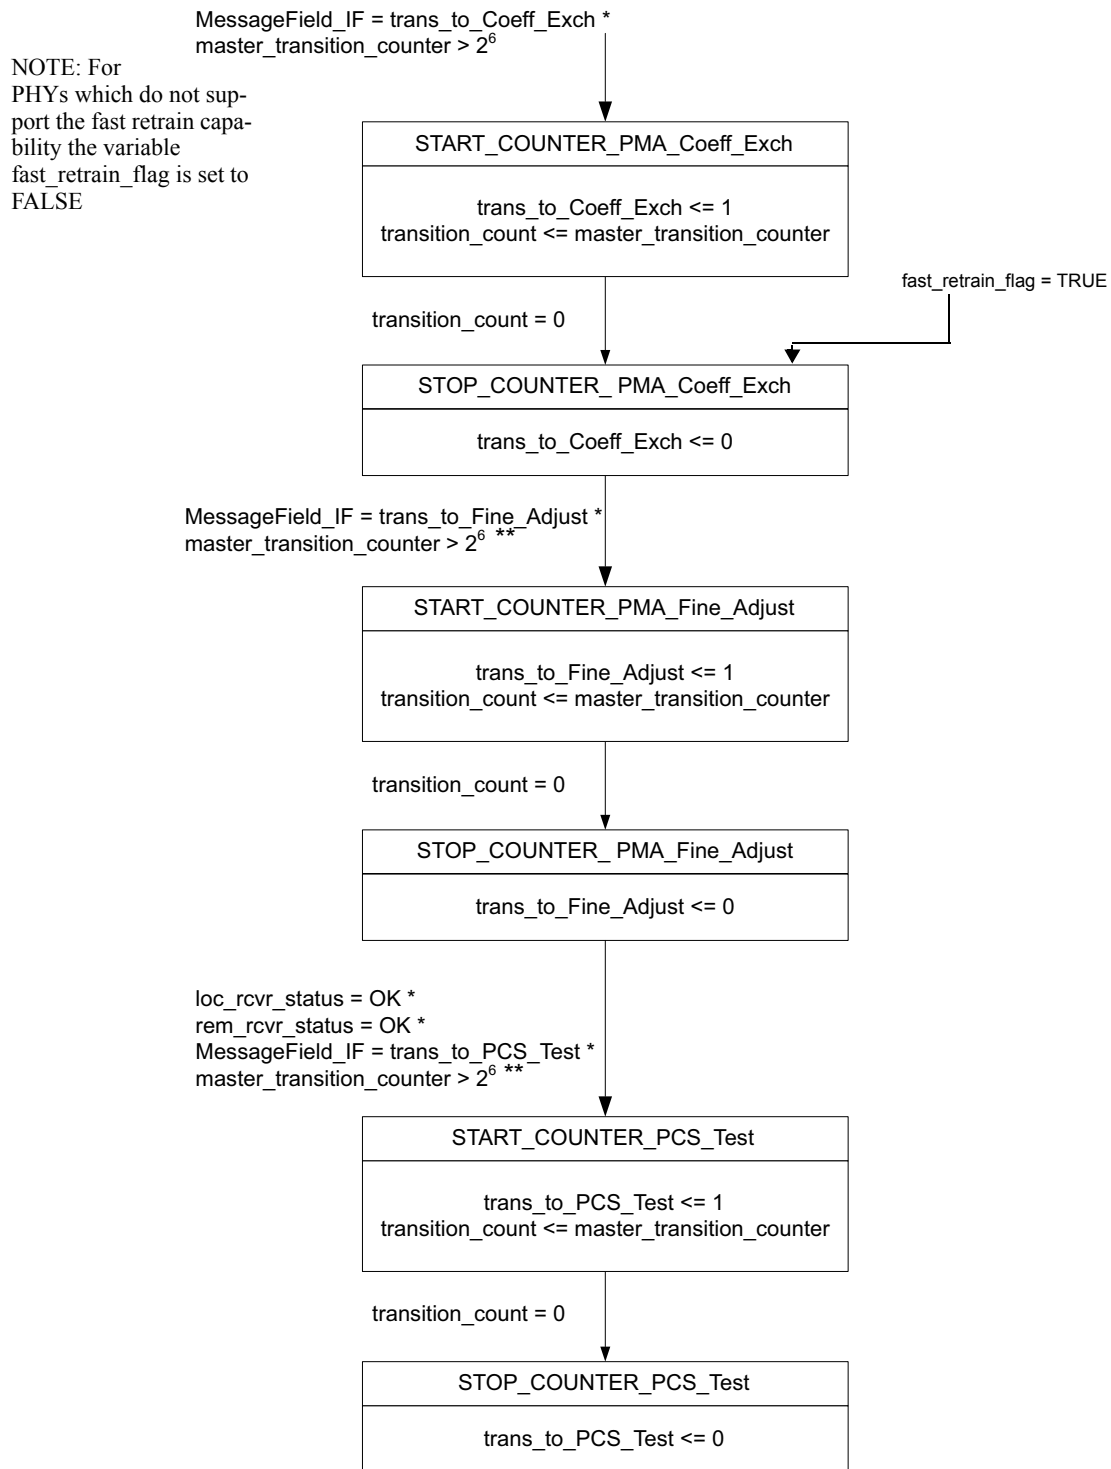 MessageField_IF = trans_to_Coeff_Exch *
master_transition_counter > 2⁶
NOTE: For
PHYs which do not sup-
port the fast retrain capa-
bility the variable
fast_retrain_flag is set to
FALSE
START_COUNTER_PMA_Coeff_Exch
trans_to_Coeff_Exch <= 1
transition_count <= master_transition_counter
fast_retrain_flag = TRUE
transition_count = 0
STOP_COUNTER_ PMA_Coeff_Exch
trans_to_Coeff_Exch <= 0
MessageField_IF = trans_to_Fine_Adjust *
master_transition_counter > 2⁶ **
START_COUNTER_PMA_Fine_Adjust
trans_to_Fine_Adjust <= 1
transition_count <= master_transition_counter
transition_count = 0
STOP_COUNTER_ PMA_Fine_Adjust
trans_to_Fine_Adjust <= 0
loc_rcvr_status = OK *
rem_rcvr_status = OK *
MessageField_IF = trans_to_PCS_Test *
master_transition_counter > 2⁶ **
START_COUNTER_PCS_Test
trans_to_PCS_Test <= 1
transition_count <= master_transition_counter
transition_count = 0
STOP_COUNTER_PCS_Test
trans_to_PCS_Test <= 0